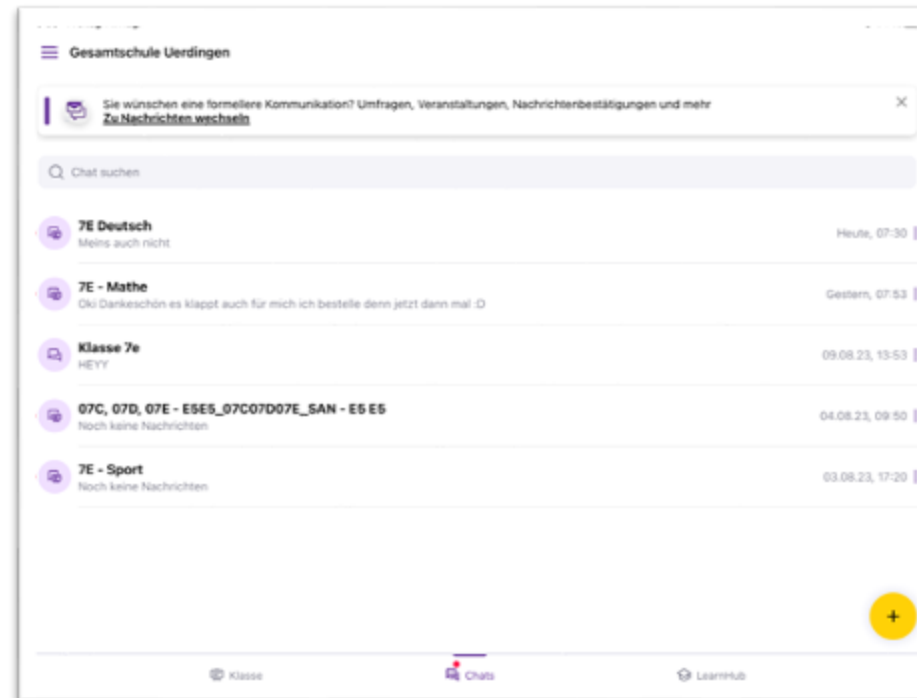 Gesamtschule Uerdingen
Sie wünschen eine formellere Kommunikation? Umfragen, Veranstaltungen, Nachrichtenbestätigungen und mehr
Zu Nachrichten wechseln
Chat suchen
7E Deutsch
Heute, 07:30
Meins auch nicht
7E - Mathe
Gestern, 07:53
Oki Dankeschön es klappt auch für mich ich bestelle denn jetzt dann mal :D
Klasse 7e
09.08.23, 13:53
HEYY
07C, 07D, 07E - E5E5_07C07D07E_SAN - E5 E5
04.08.23, 09:50
Noch keine Nachrichten
7E - Sport
03.08.23, 17:20
Noch keine Nachrichten
Klasse
Chats
LearnHub